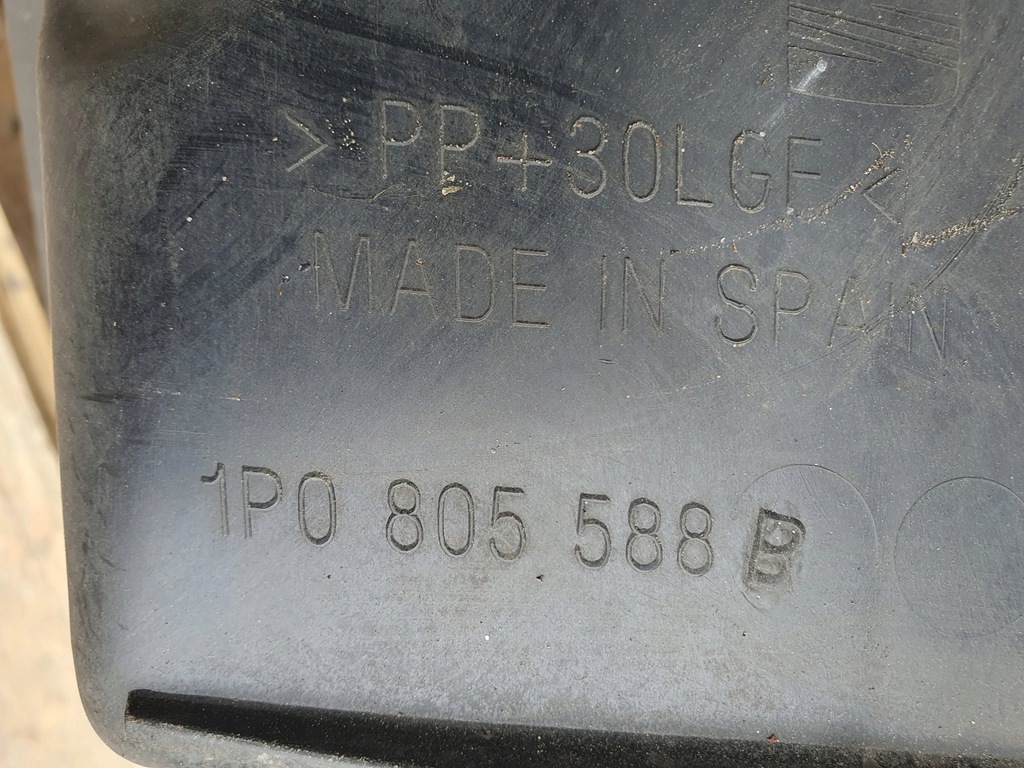 > PP+30LGF <
MADE IN SPAIN
1P0 805 588 B